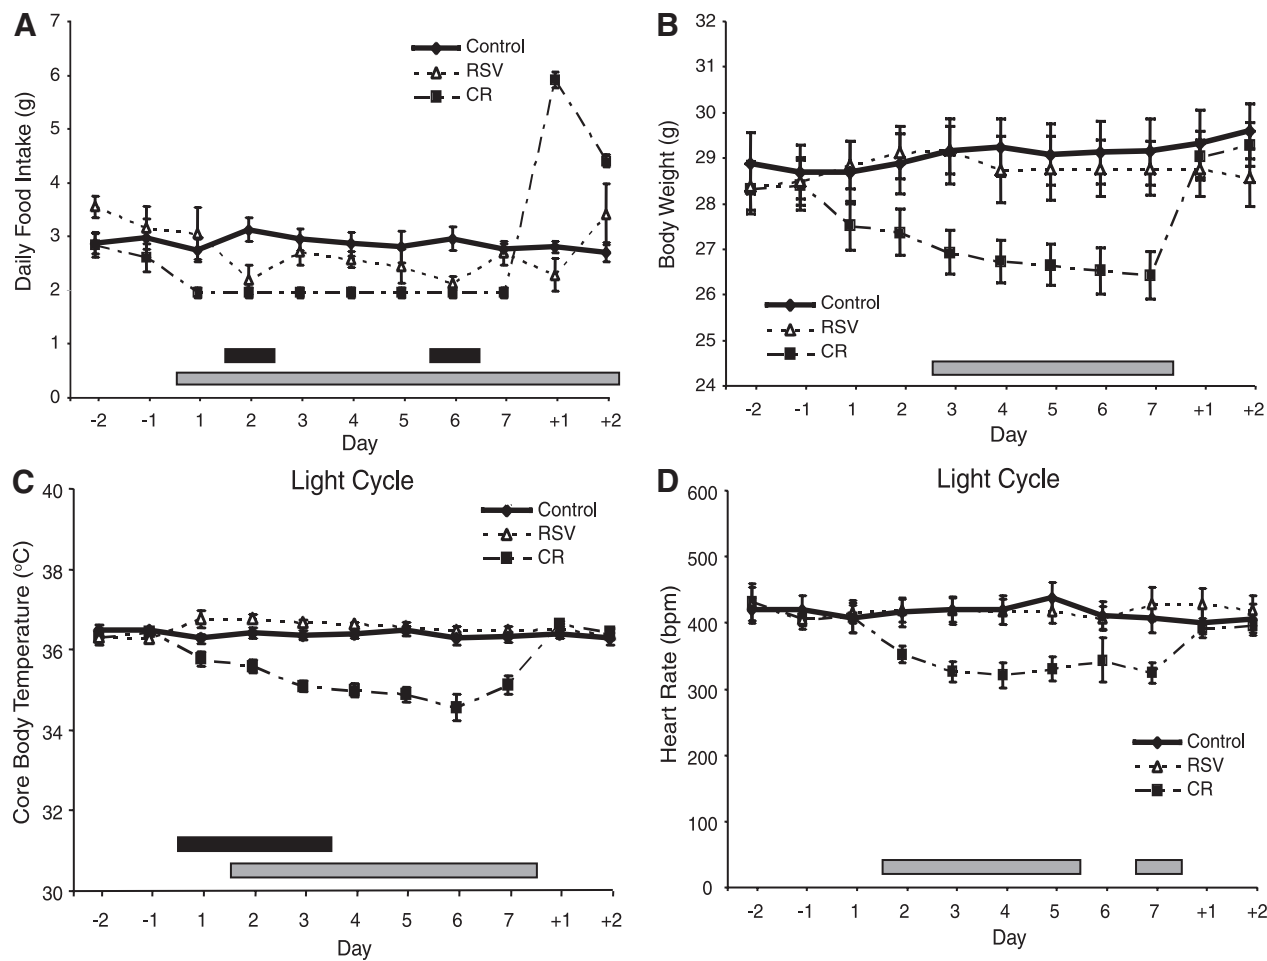 A
7
6
5
4
3
2
1
0
Daily Food Intake (g)
Control
RSV
CR
-2 -1 1 2 3 4 5 6 7 +1 +2
Day
B
32
31
30
29
28
27
26
25
24
Body Weight (g)
Control
RSV
CR
-2 -1 1 2 3 4 5 6 7 +1 +2
Day
C
Light Cycle
40
38
36
34
32
30
Core Body Temperature (°C)
Control
RSV
CR
-2 -1 1 2 3 4 5 6 7 +1 +2
Day
D
Light Cycle
600
500
400
300
200
100
0
Heart Rate (bpm)
Control
RSV
CR
-2 -1 1 2 3 4 5 6 7 +1 +2
Day